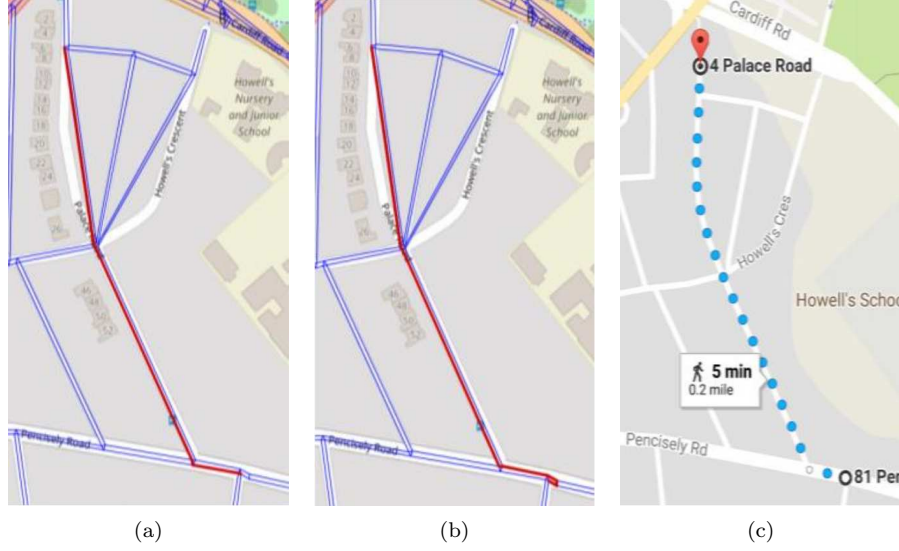 2
4
6
8
10
12
14
16
18
20
22
24
26
Palace
46
48
50
52
Pencisely Road
Howell's Crescent
Cardiff Road
Howell's
Nursery
and Junior
School
2
4
6
8
10
12
14
16
18
20
22
24
Palace
46
48
50
52
Pencisely Road
Howell's Crescent
Cardiff Road
Howell's
Nursery
and Junior
School
Cardiff Rd
4 Palace Road
Howell's Cres
Howell's Schoo
5 min
0.2 mile
Pencisely Rd
81 Pen
(a)
(b)
(c)